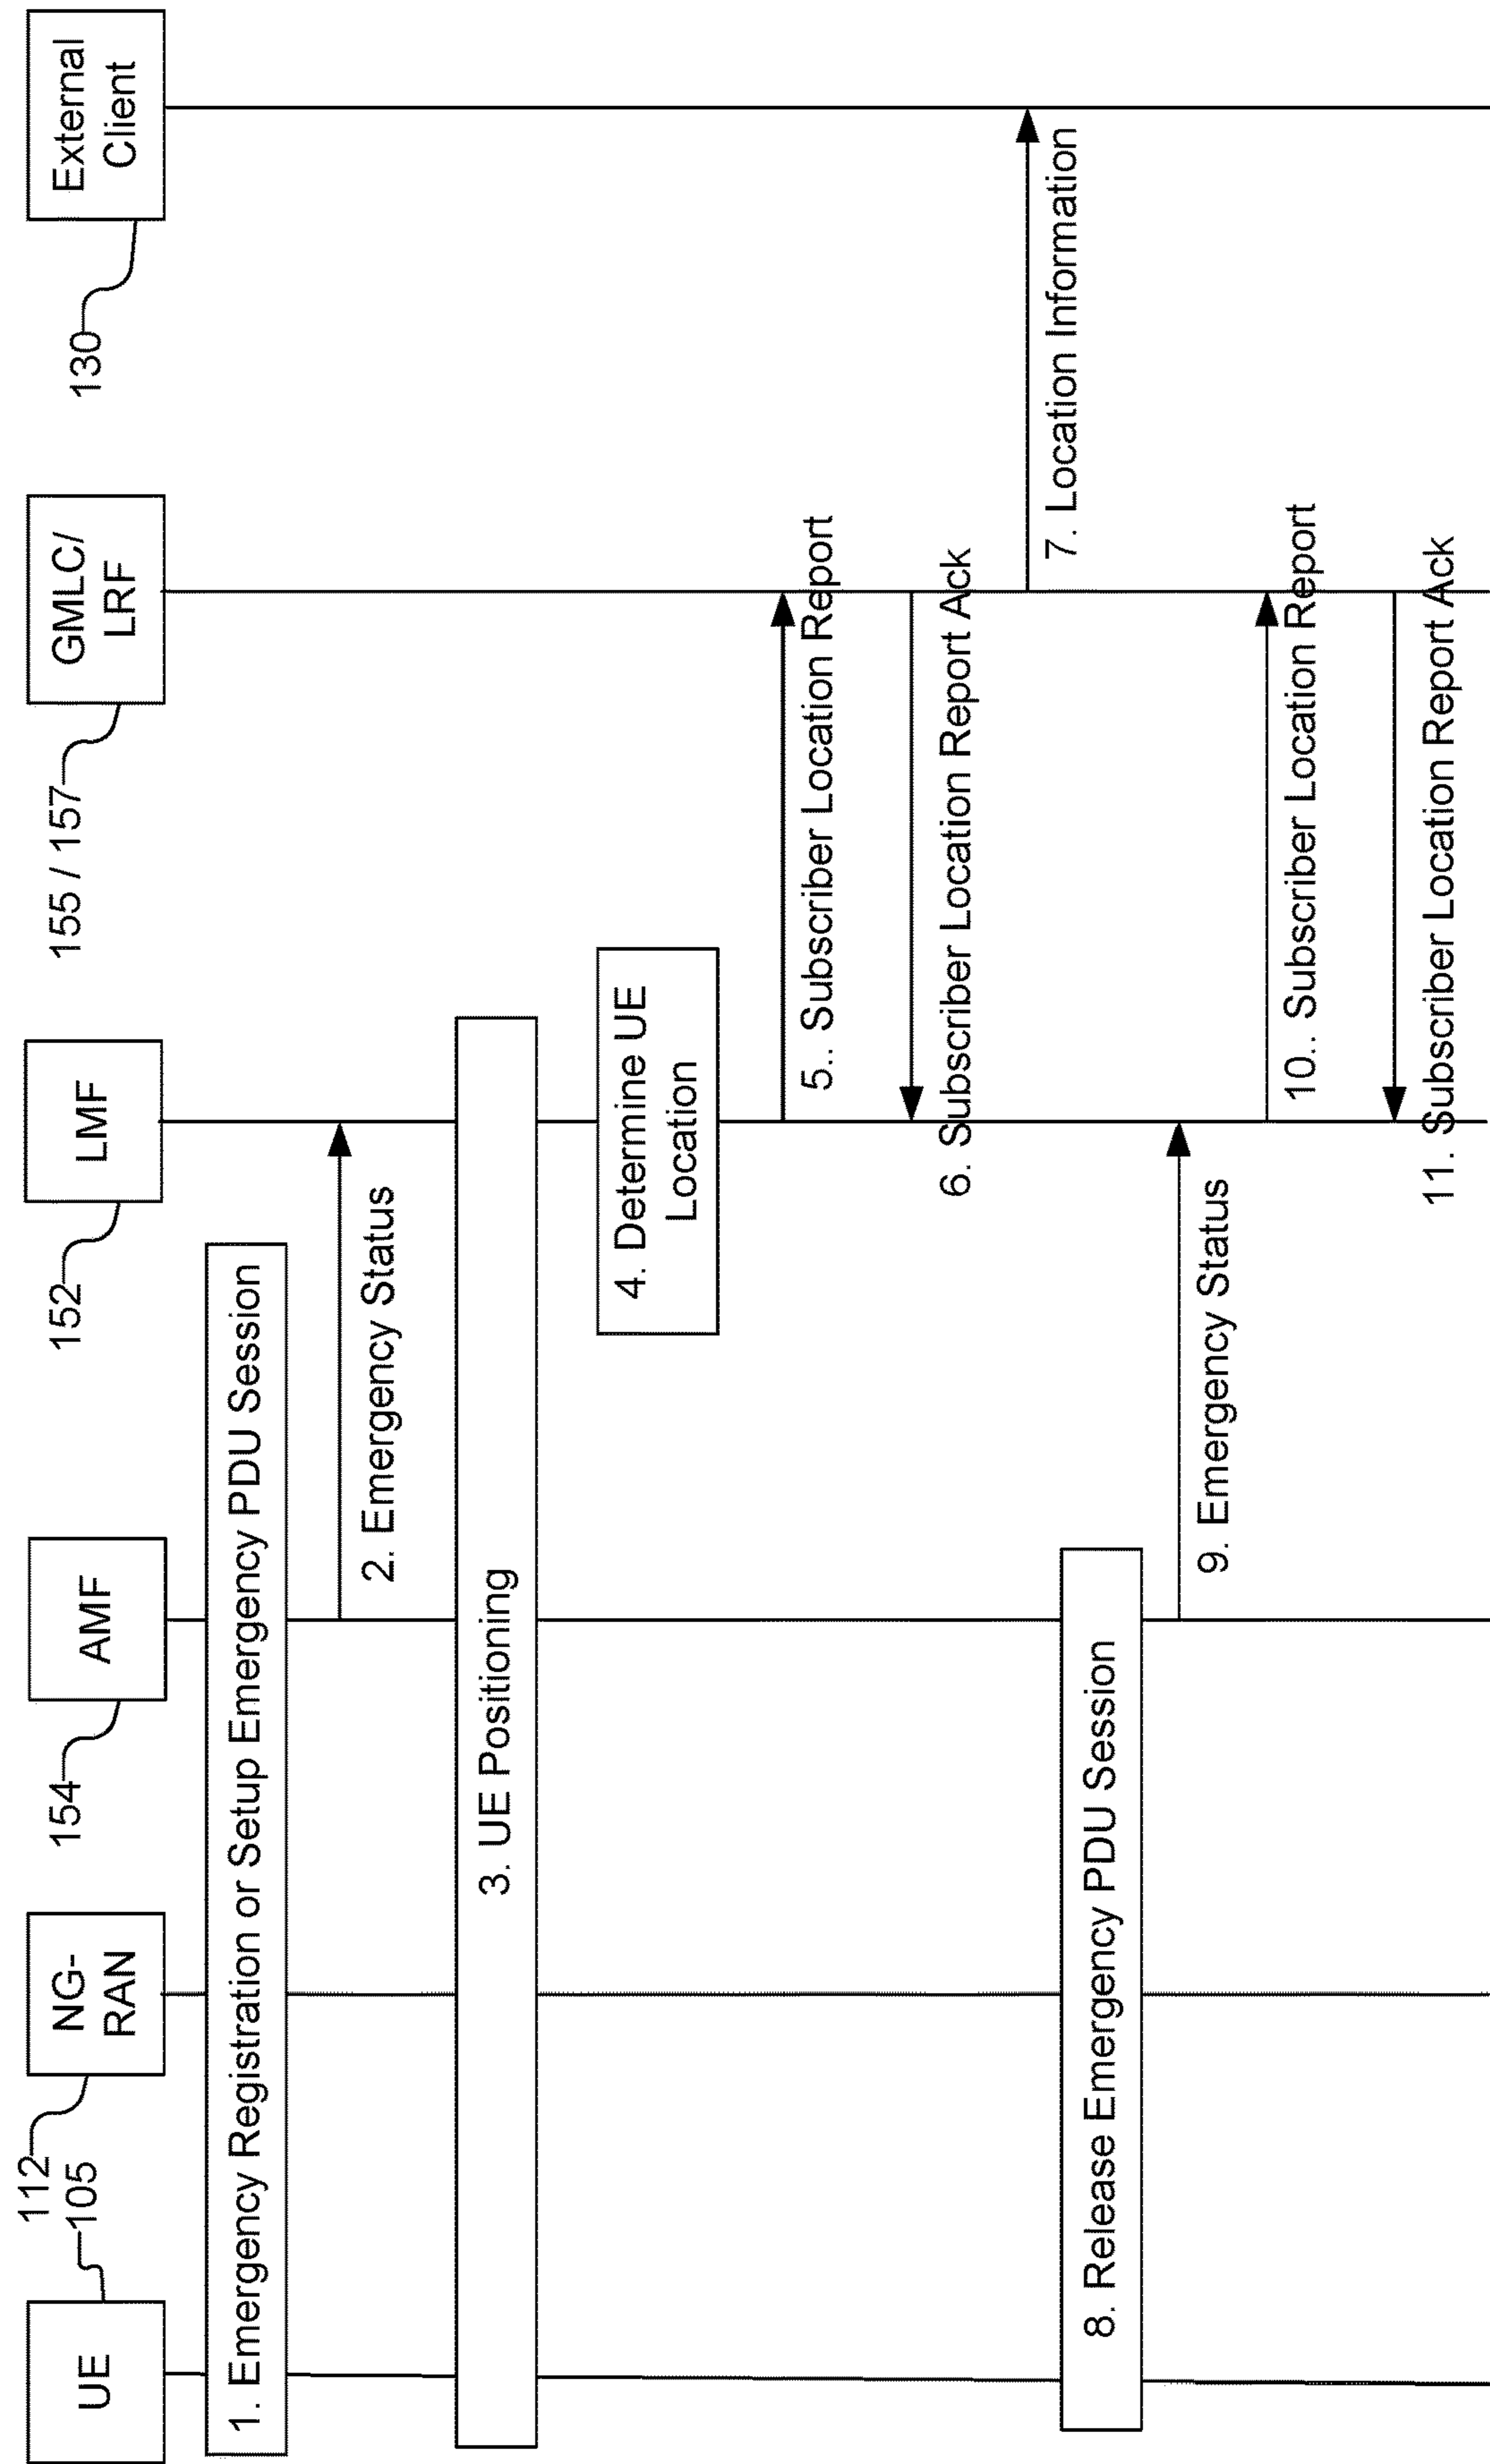 UE
105
NG-
RAN
112
AMF
154
LMF
152
GMLC/
LRF
155 / 157
External
Client
130
1. Emergency Registration or Setup Emergency PDU Session
2. Emergency Status
3. UE Positioning
4. Determine UE
Location
5.. Subscriber Location Report
6. Subscriber Location Report Ack
7. Location Information
8. Release Emergency PDU Session
9. Emergency Status
10.. Subscriber Location Report
11. Subscriber Location Report Ack